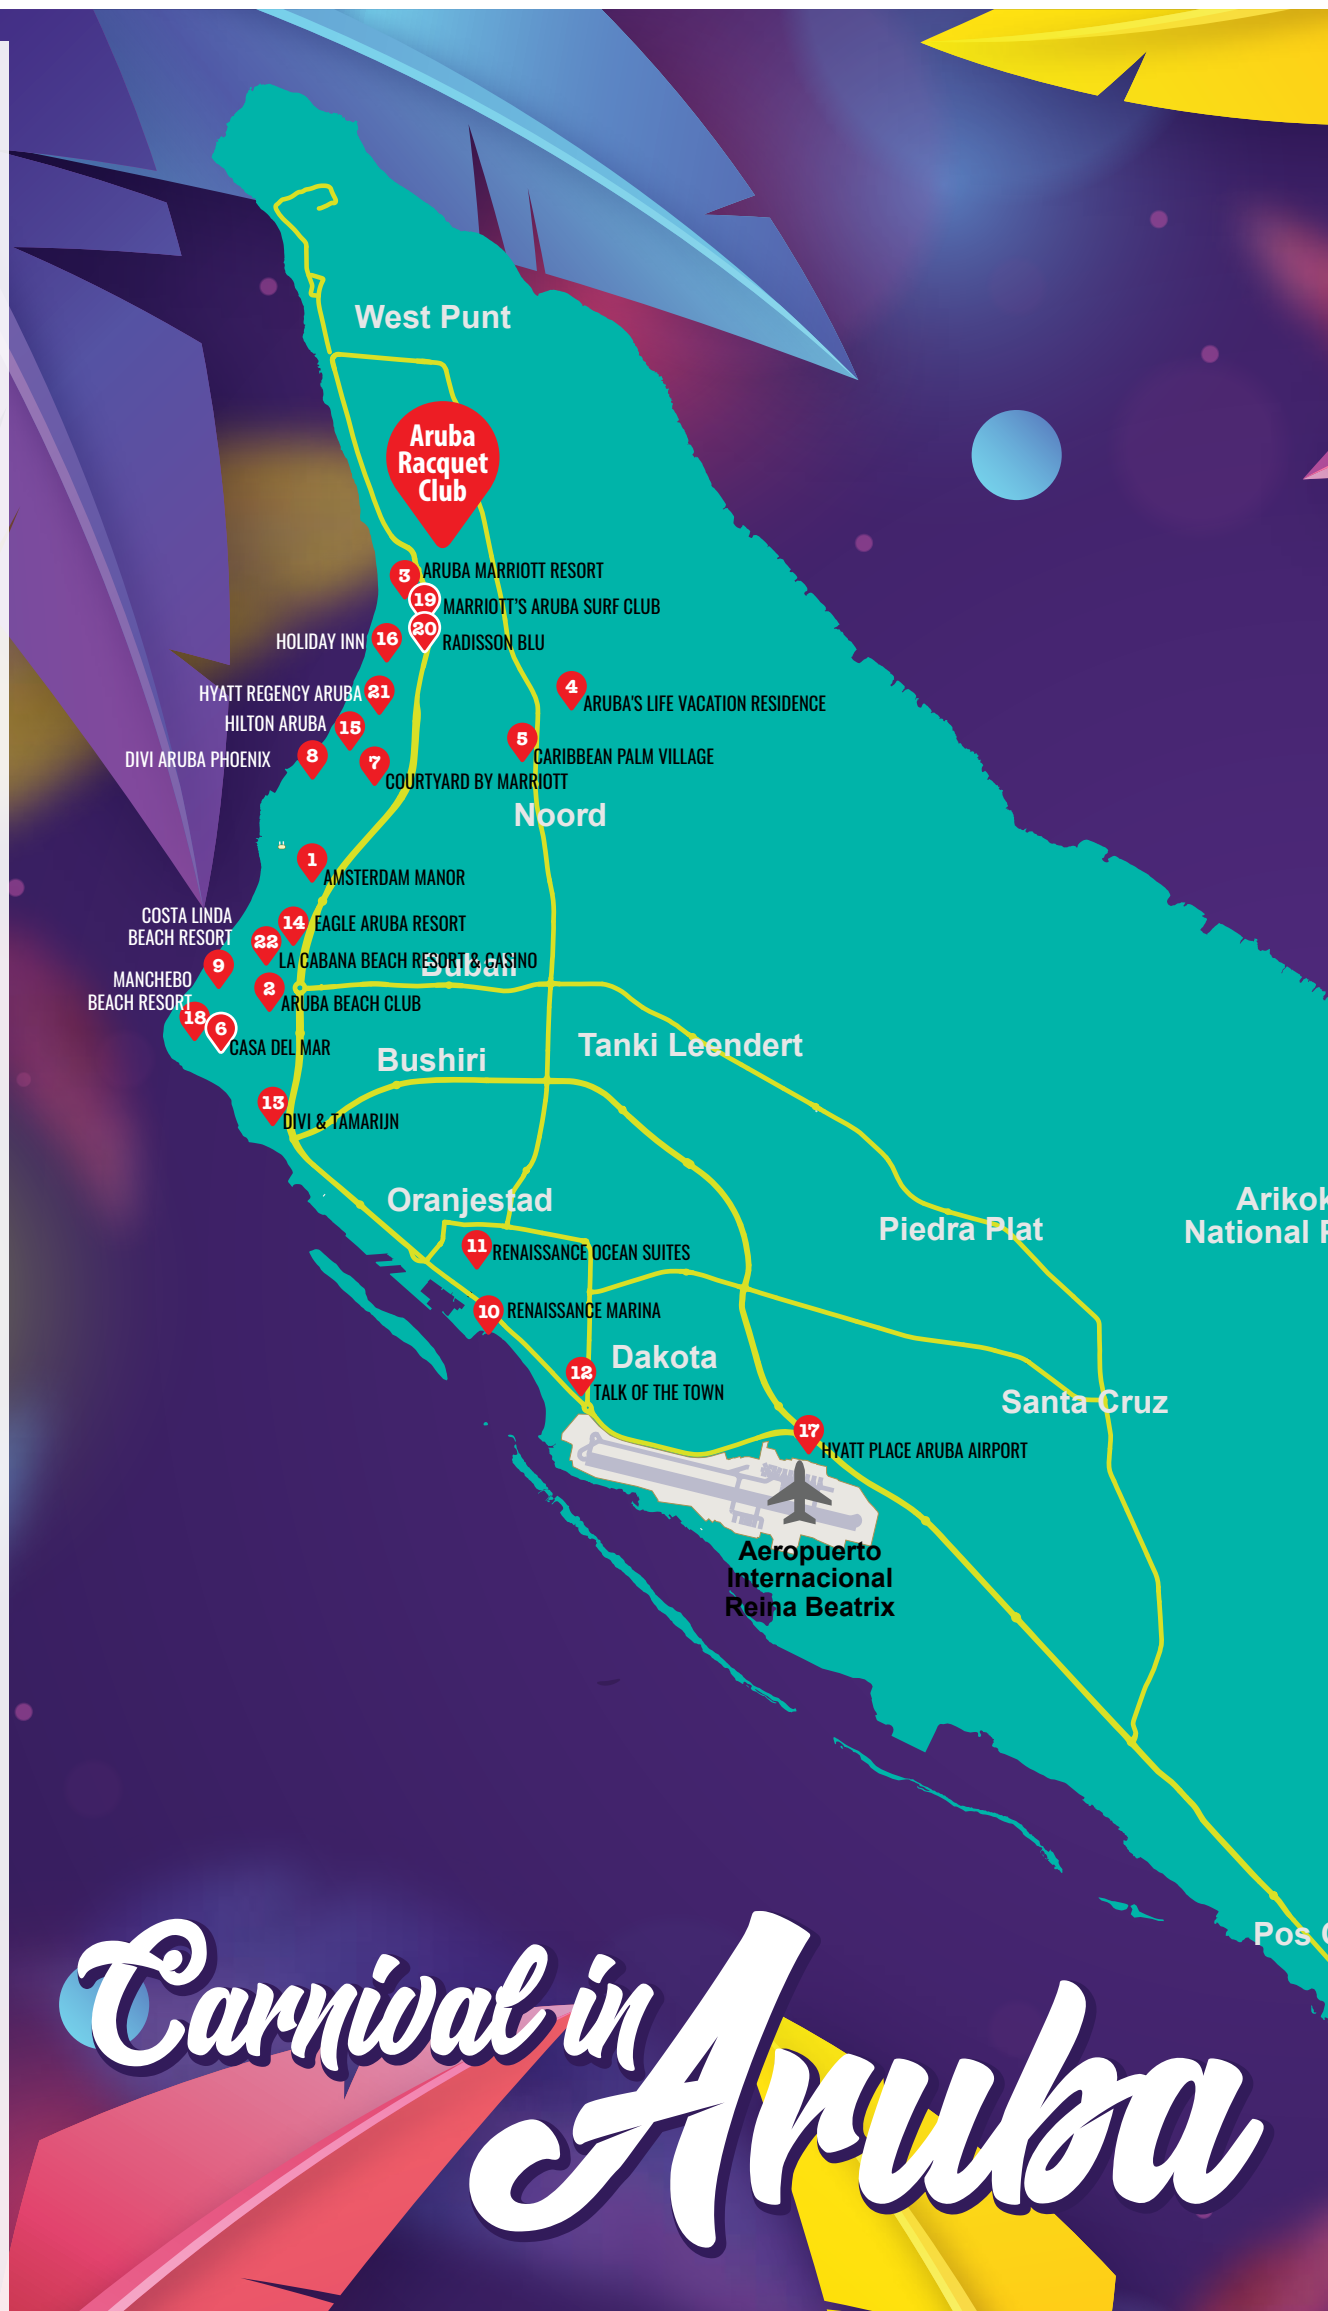 West Punt
Aruba
Racquet
Club
3 ARUBA MARRIOTT RESORT
19 MARRIOTT'S ARUBA SURF CLUB
20 RADISSON BLU
HOLIDAY INN 16
HYATT REGENCY ARUBA 21
4 ARUBA'S LIFE VACATION RESIDENCE
HILTON ARUBA 15
5 CARIBBEAN PALM VILLAGE
DIVI ARUBA PHOENIX 8
7 COURTYARD BY MARRIOTT
Noord
1 AMSTERDAM MANOR
COSTA LINDA
BEACH RESORT
9
14 EAGLE ARUBA RESORT
22 LA CABANA BEACH RESORT & CASINO
Bubali
MANCHEBO
BEACH RESORT
18
2 ARUBA BEACH CLUB
6 CASA DEL MAR
Tanki Leendert
Bushiri
13 DIVI & TAMARIJN
Oranjestad
Piedra Plat
Arikok
National
11 RENAISSANCE OCEAN SUITES
10 RENAISSANCE MARINA
Dakota
12 TALK OF THE TOWN
Santa Cruz
17 HYATT PLACE ARUBA AIRPORT
Aeropuerto
Internacional
Reina Beatrix
Pos
Carnival in
Aruba